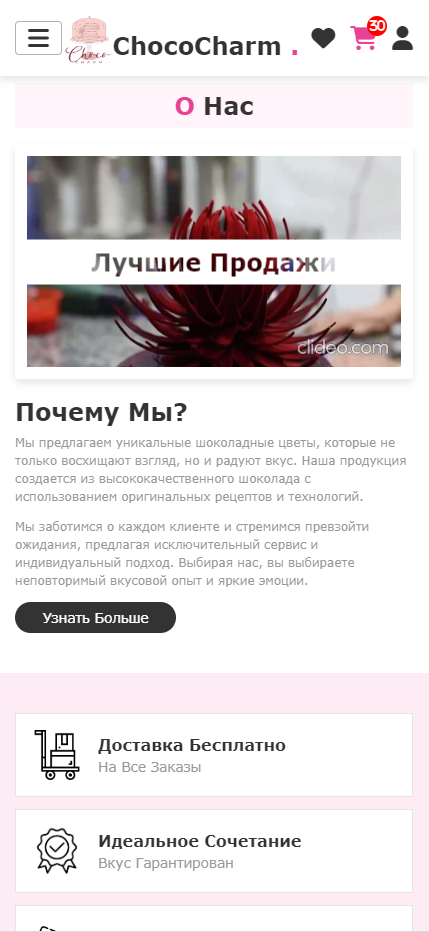 Choco
CHARM
ChocoCharm .
30
О Нас
Лучшие Продажи
clideo.com
Почему Мы?
Мы предлагаем уникальные шоколадные цветы, которые не
только восхищают взгляд, но и радуют вкус. Наша продукция
создается из высококачественного шоколада с
использованием оригинальных рецептов и технологий.
Мы заботимся о каждом клиенте и стремимся превзойти
ожидания, предлагая исключительный сервис и
индивидуальный подход. Выбирая нас, вы выбираете
неповторимый вкусовой опыт и яркие эмоции.
Узнать Больше
Доставка Бесплатно
На Все Заказы
Идеальное Сочетание
Вкус Гарантирован